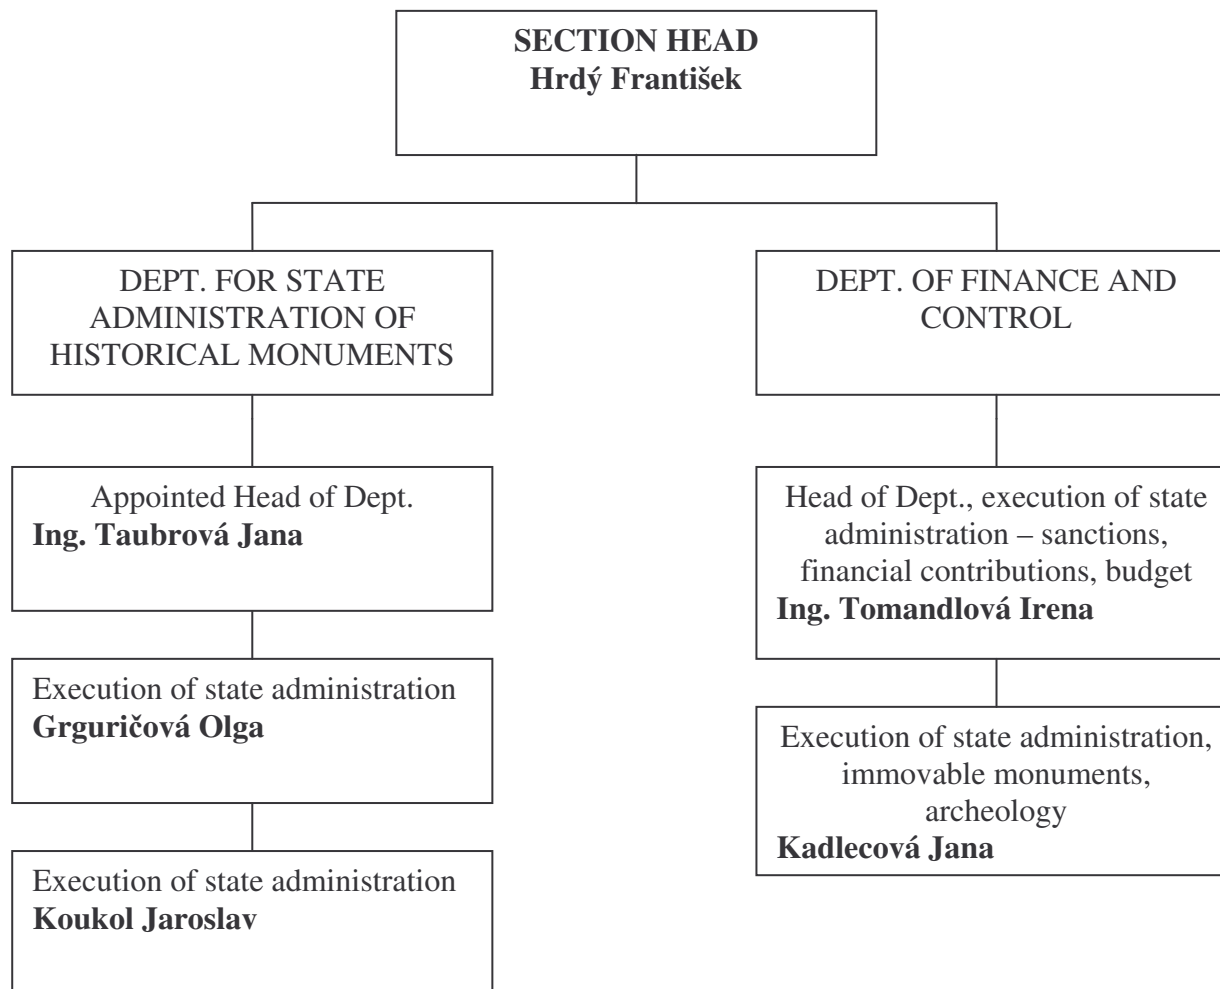 SECTION HEAD
Hrdý František
DEPT. FOR STATE
ADMINISTRATION OF
HISTORICAL MONUMENTS
Appointed Head of Dept.
Ing. Taubrová Jana
Execution of state administration
Grguričová Olga
Execution of state administration
Koukol Jaroslav
DEPT. OF FINANCE AND
CONTROL
Head of Dept., execution of state
administration – sanctions,
financial contributions, budget
Ing. Tomandlová Irena
Execution of state administration,
immovable monuments,
archeology
Kadlecová Jana